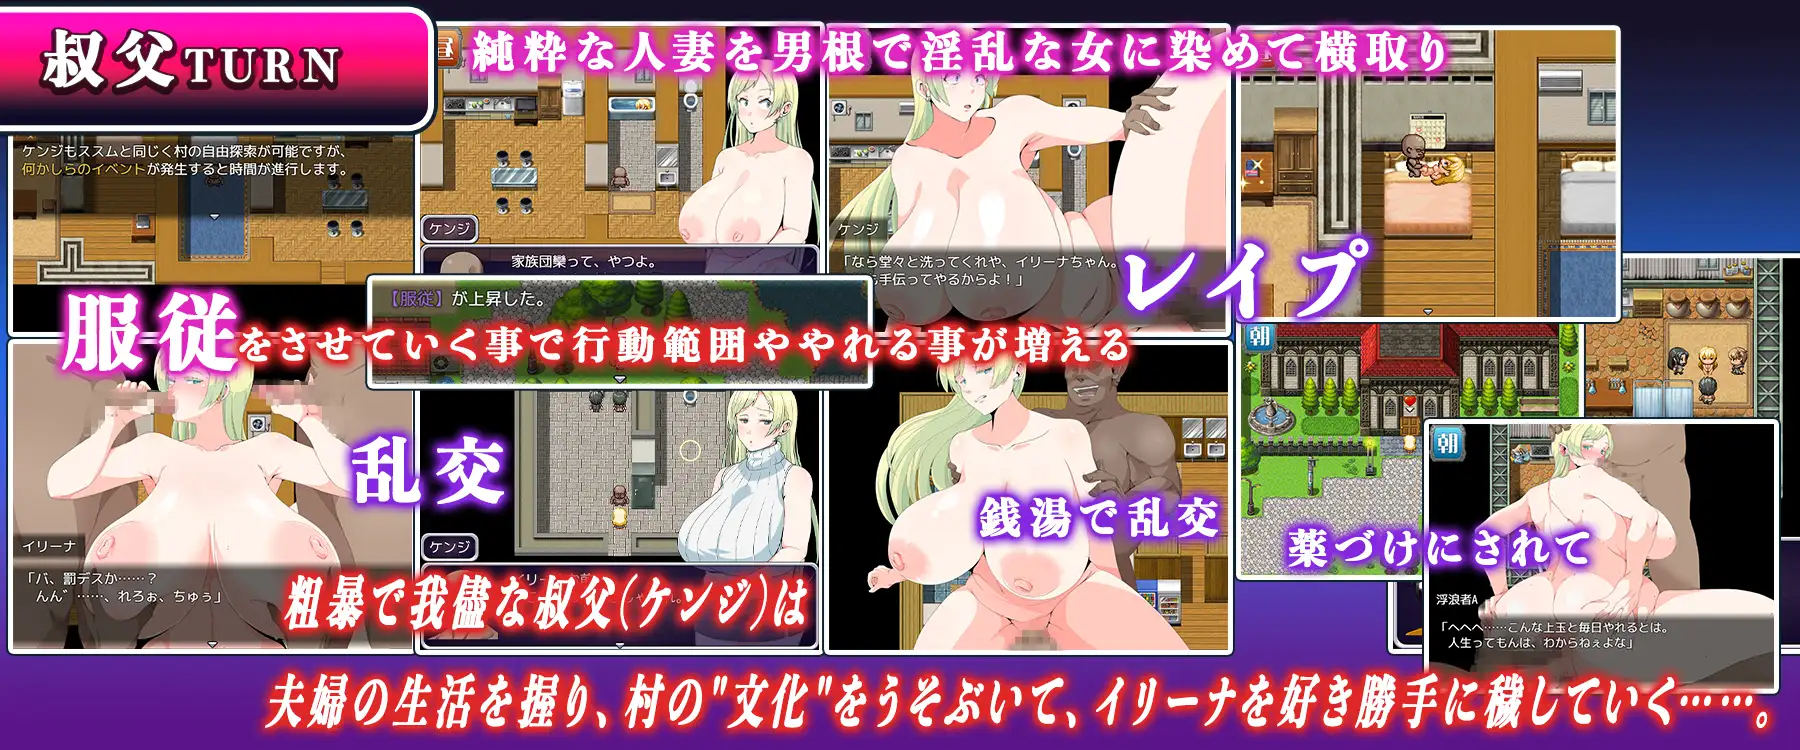 叔父TURN
純粋な人妻を男根で淫乱な女に染めて横取り
ケンジもススムと同じく村の自由探索が可能ですが、
何かしらのイベントが発生すると時間が進行します。
ケンジ
家族団欒って、やつよ。
ケンジ
「なら堂々と洗ってくれや、イリーナちゃん。
も手伝ってやるからよ！」
レイプ
【服従】が上昇した。
服従をさせていく事で行動範囲ややれる事が増える
朝
乱交
銭湯で乱交
イリーナ
「バ、罰デスか……？
んん゛……、れろぉ、ちゅぅ」
ケンジ
朝
薬づけにされて
浮浪者A
「へへへ……こんな上玉と毎日やれるとは。
人生ってもんは、わからねぇよな」
粗暴で我儘な叔父(ケンジ)は
夫婦の生活を握り、村の"文化"をうそぶいて、イリーナを好き勝手に穢していく……。